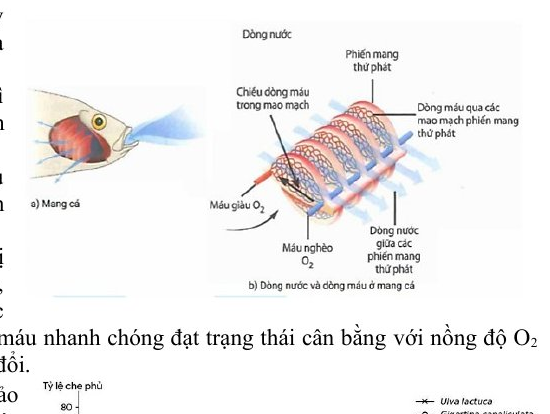 Dòng nước
Phiến mang
thứ phát
Chiều dòng máu
trong mao mạch
Dòng máu qua các
mao mạch phiến mang
thứ phát
a) Mang cá
Máu giàu O₂
Máu nghèo
O₂
Dòng nước
giữa các
phiến mang
thứ phát
b) Dòng nước và dòng máu ở mang cá
máu nhanh chóng đạt trạng thái cân bằng với nồng độ O₂
đổi.
Tỷ lệ che phủ
80
Ulva lactuca